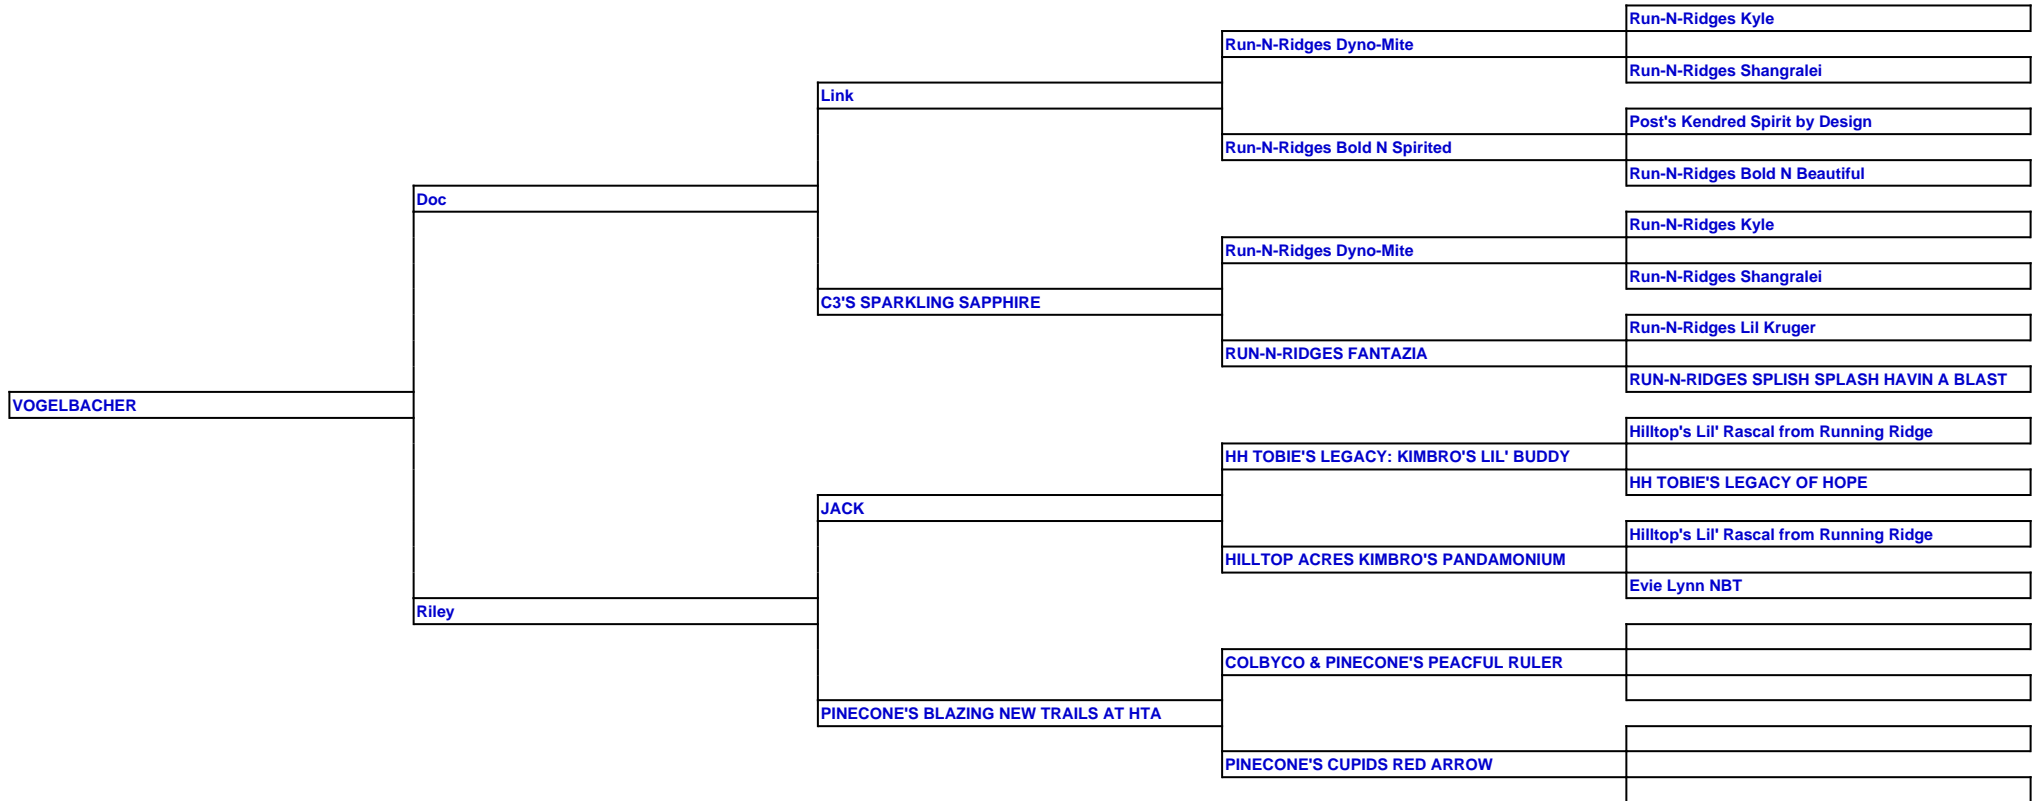 Run-N-Ridges Kyle
Run-N-Ridges Dyno-Mite
Run-N-Ridges Shangralei
Link
Post's Kendred Spirit by Design
Run-N-Ridges Bold N Spirited
Run-N-Ridges Bold N Beautiful
Doc
Run-N-Ridges Kyle
Run-N-Ridges Dyno-Mite
Run-N-Ridges Shangralei
C3'S SPARKLING SAPPHIRE
Run-N-Ridges Lil Kruger
RUN-N-RIDGES FANTAZIA
RUN-N-RIDGES SPLISH SPLASH HAVIN A BLAST
VOGELBACHER
Hilltop's Lil' Rascal from Running Ridge
HH TOBIE'S LEGACY: KIMBRO'S LIL' BUDDY
HH TOBIE'S LEGACY OF HOPE
JACK
Hilltop's Lil' Rascal from Running Ridge
HILLTOP ACRES KIMBRO'S PANDAMONIUM
Evie Lynn NBT
Riley
COLBYCO & PINECONE'S PEACFUL RULER
PINECONE'S BLAZING NEW TRAILS AT HTA
PINECONE'S CUPIDS RED ARROW